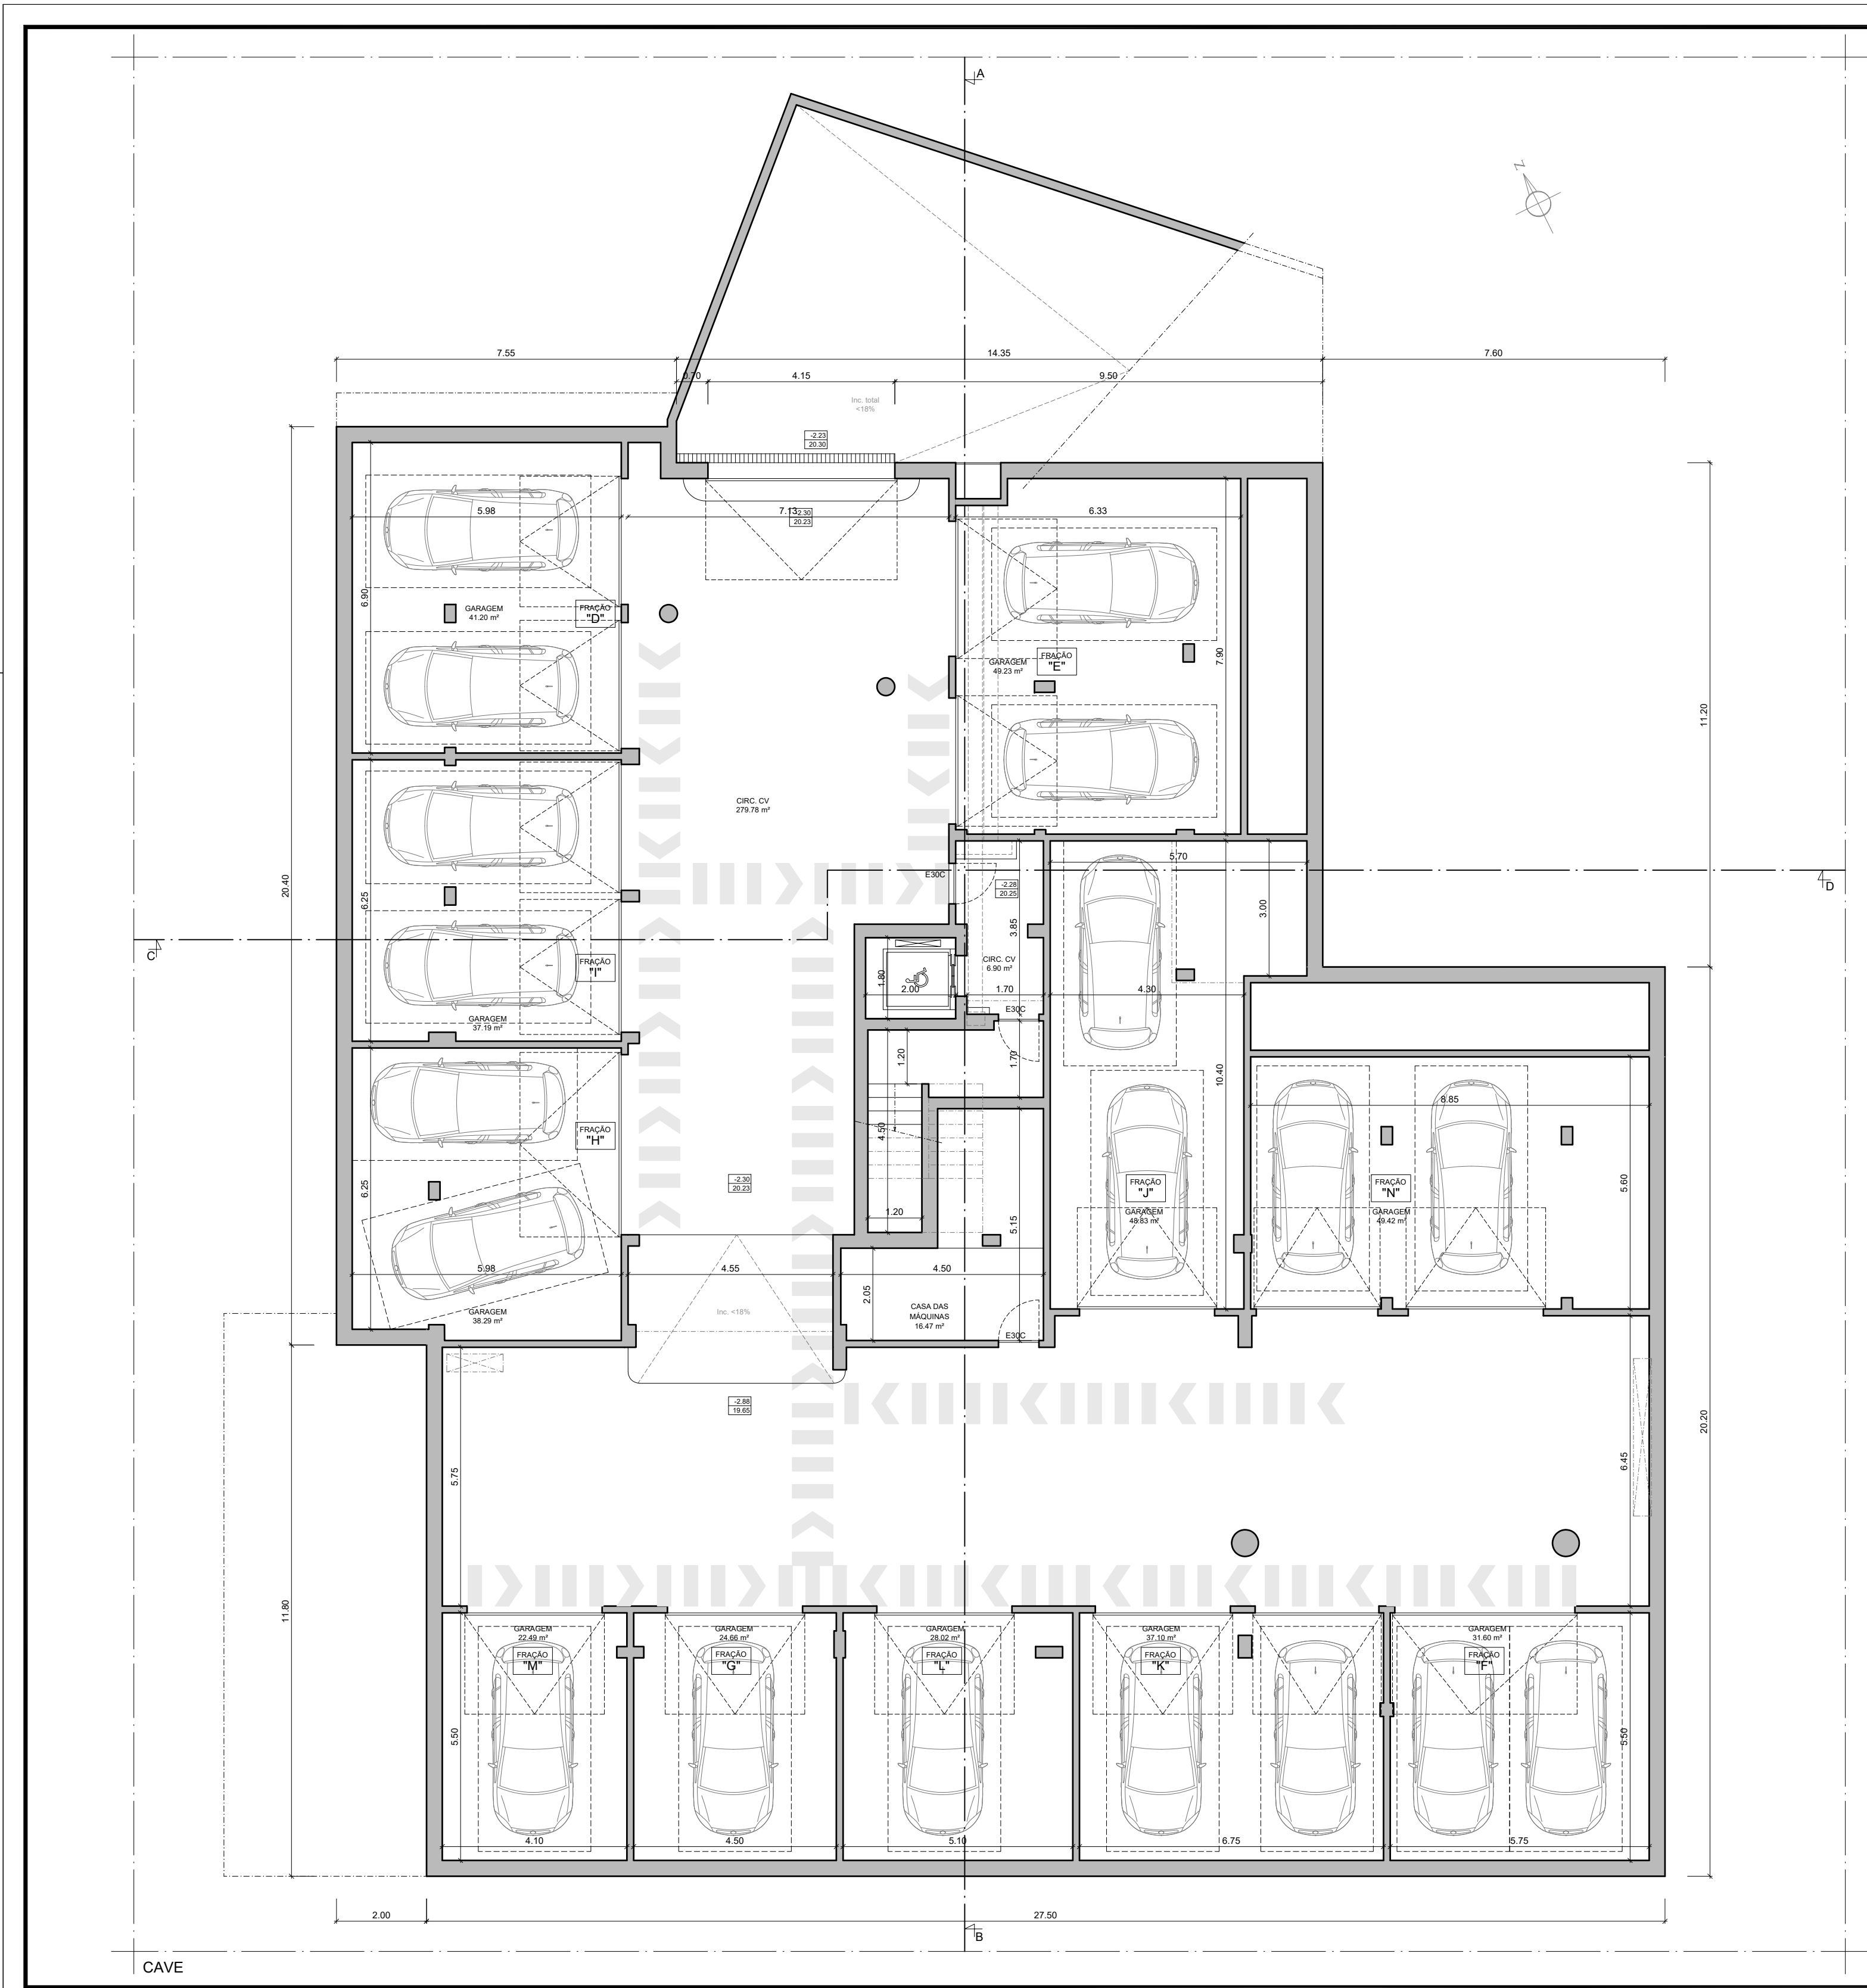 A
N
7.55
14.35
7.60
0.70
4.15
9.50
Inc. total
<18%
-2.23
20.30
5.98
7.13
-2.30
20.23
6.33
6.90
GARAGEM
41.20 m²
FRAÇÃO
"D"
GARAGEM
49.23 m²
FRAÇÃO
"E"
7.90
11.20
CIRC. CV
279.78 m²
20.40
E30C
-2.28
20.25
5.70
3.00
D
6.25
C
FRAÇÃO
"I"
GARAGEM
37.19 m²
3.85
CIRC. CV
6.90 m²
1.80
2.00
1.70
4.30
E30C
1.20
1.70
10.40
8.85
FRAÇÃO
"H"
4.50
6.25
-2.30
20.23
1.20
5.15
FRAÇÃO
"J"
GARAGEM
48.83 m²
FRAÇÃO
"N"
GARAGEM
49.42 m²
5.60
5.98
4.55
4.50
2.05
GARAGEM
38.29 m²
Inc. <18%
CASA DAS
MÁQUINAS
16.47 m²
E30C
-2.88
19.65
5.75
6.45
20.20
11.80
GARAGEM
22.49 m²
FRAÇÃO
"M"
GARAGEM
24.66 m²
FRAÇÃO
"G"
GARAGEM
28.02 m²
FRAÇÃO
"L"
GARAGEM
37.10 m²
FRAÇÃO
"K"
GARAGEM
31.60 m²
FRAÇÃO
"F"
5.50
5.50
4.10
4.50
5.10
6.75
5.75
2.00
27.50
B
CAVE